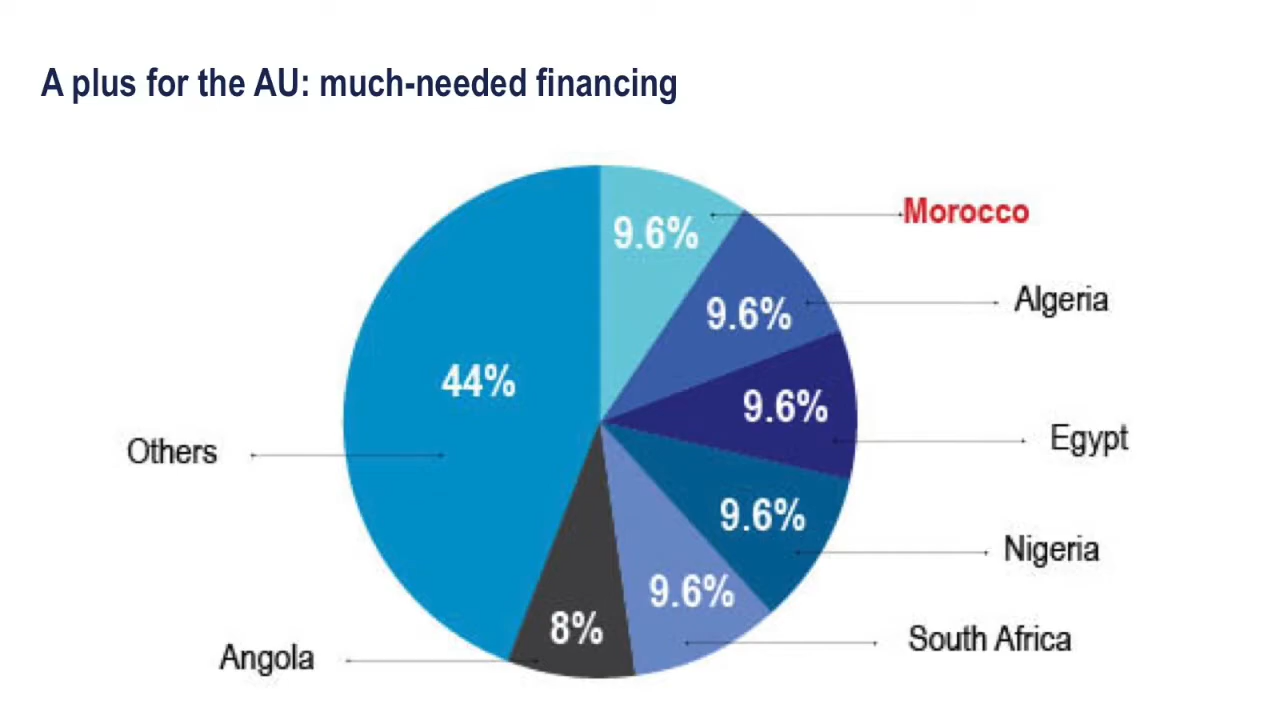 A plus for the AU: much-needed financing
9.6%
Morocco
9.6%
Algeria
9.6%
Egypt
9.6%
Nigeria
9.6%
South Africa
8%
Angola
44%
Others